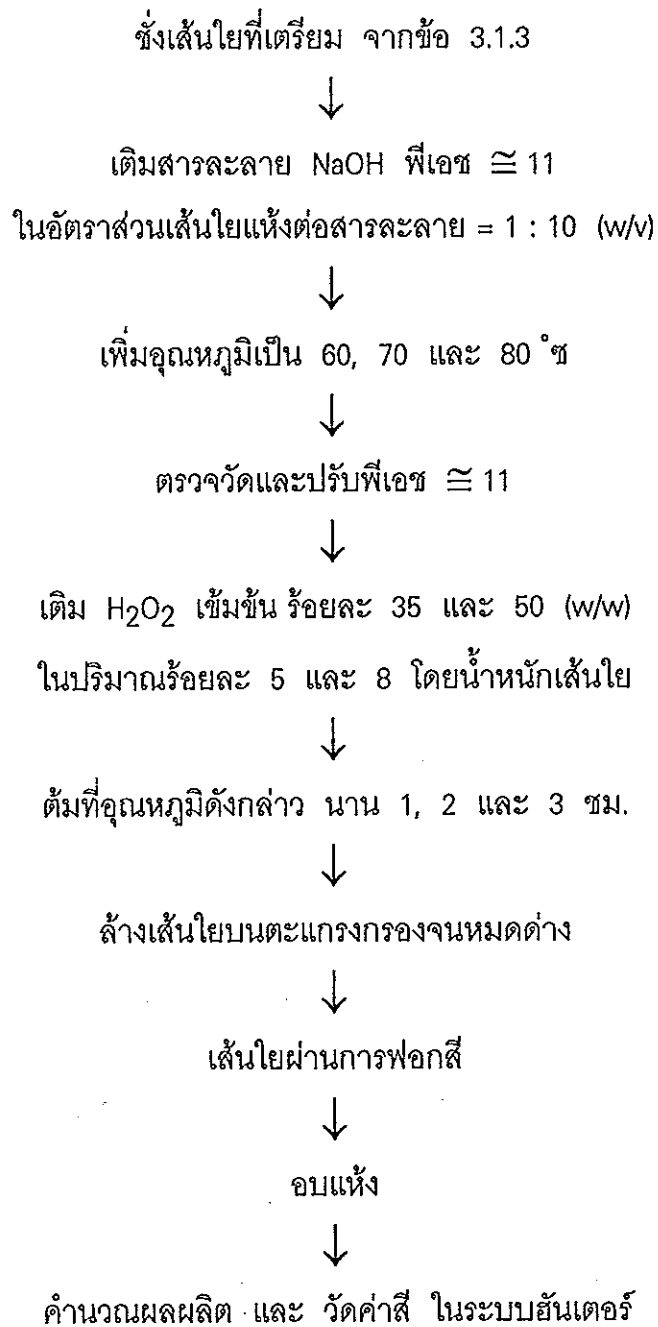 ชั่งเส้นใยที่เตรียม จากข้อ 3.1.3
↓
เติมสารละลาย NaOH พีเอช ≅ 11
ในอัตราส่วนเส้นใยแห้งต่อสารละลาย = 1 : 10 (w/v)
↓
เพิ่มอุณหภูมิเป็น 60, 70 และ 80 °ซ
↓
ตรวจวัดและปรับพีเอช ≅ 11
↓
เติม H₂O₂ เข้มข้น ร้อยละ 35 และ 50 (w/w)
ในปริมาณร้อยละ 5 และ 8 โดยน้ำหนักเส้นใย
↓
ต้มที่อุณหภูมิดังกล่าว นาน 1, 2 และ 3 ชม.
↓
ล้างเส้นใยบนตะแกรงกรองจนหมดด่าง
↓
เส้นใยผ่านการฟอกสี
↓
อบแห้ง
↓
คำนวณผลผลิต และ วัดค่าสี ในระบบฮันเตอร์